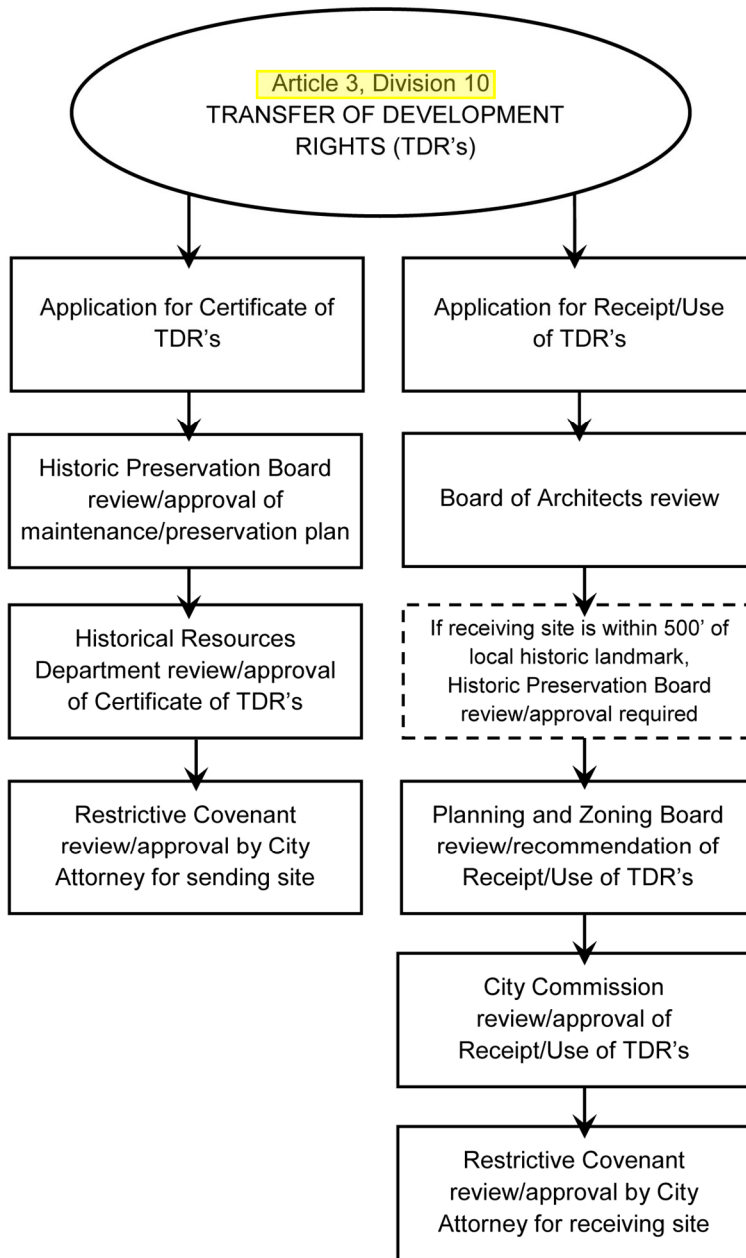 Article 3, Division 10
TRANSFER OF DEVELOPMENT
RIGHTS (TDR's)
Application for Certificate of
TDR's
Historic Preservation Board
review/approval of
maintenance/preservation plan
Historical Resources
Department review/approval
of Certificate of TDR's
Restrictive Covenant
review/approval by City
Attorney for sending site
Application for Receipt/Use
of TDR's
Board of Architects review
If receiving site is within 500’ of
local historic landmark,
Historic Preservation Board
review/approval required
Planning and Zoning Board
review/recommendation of
Receipt/Use of TDR's
City Commission
review/approval of
Receipt/Use of TDR's
Restrictive Covenant
review/approval by City
Attorney for receiving site